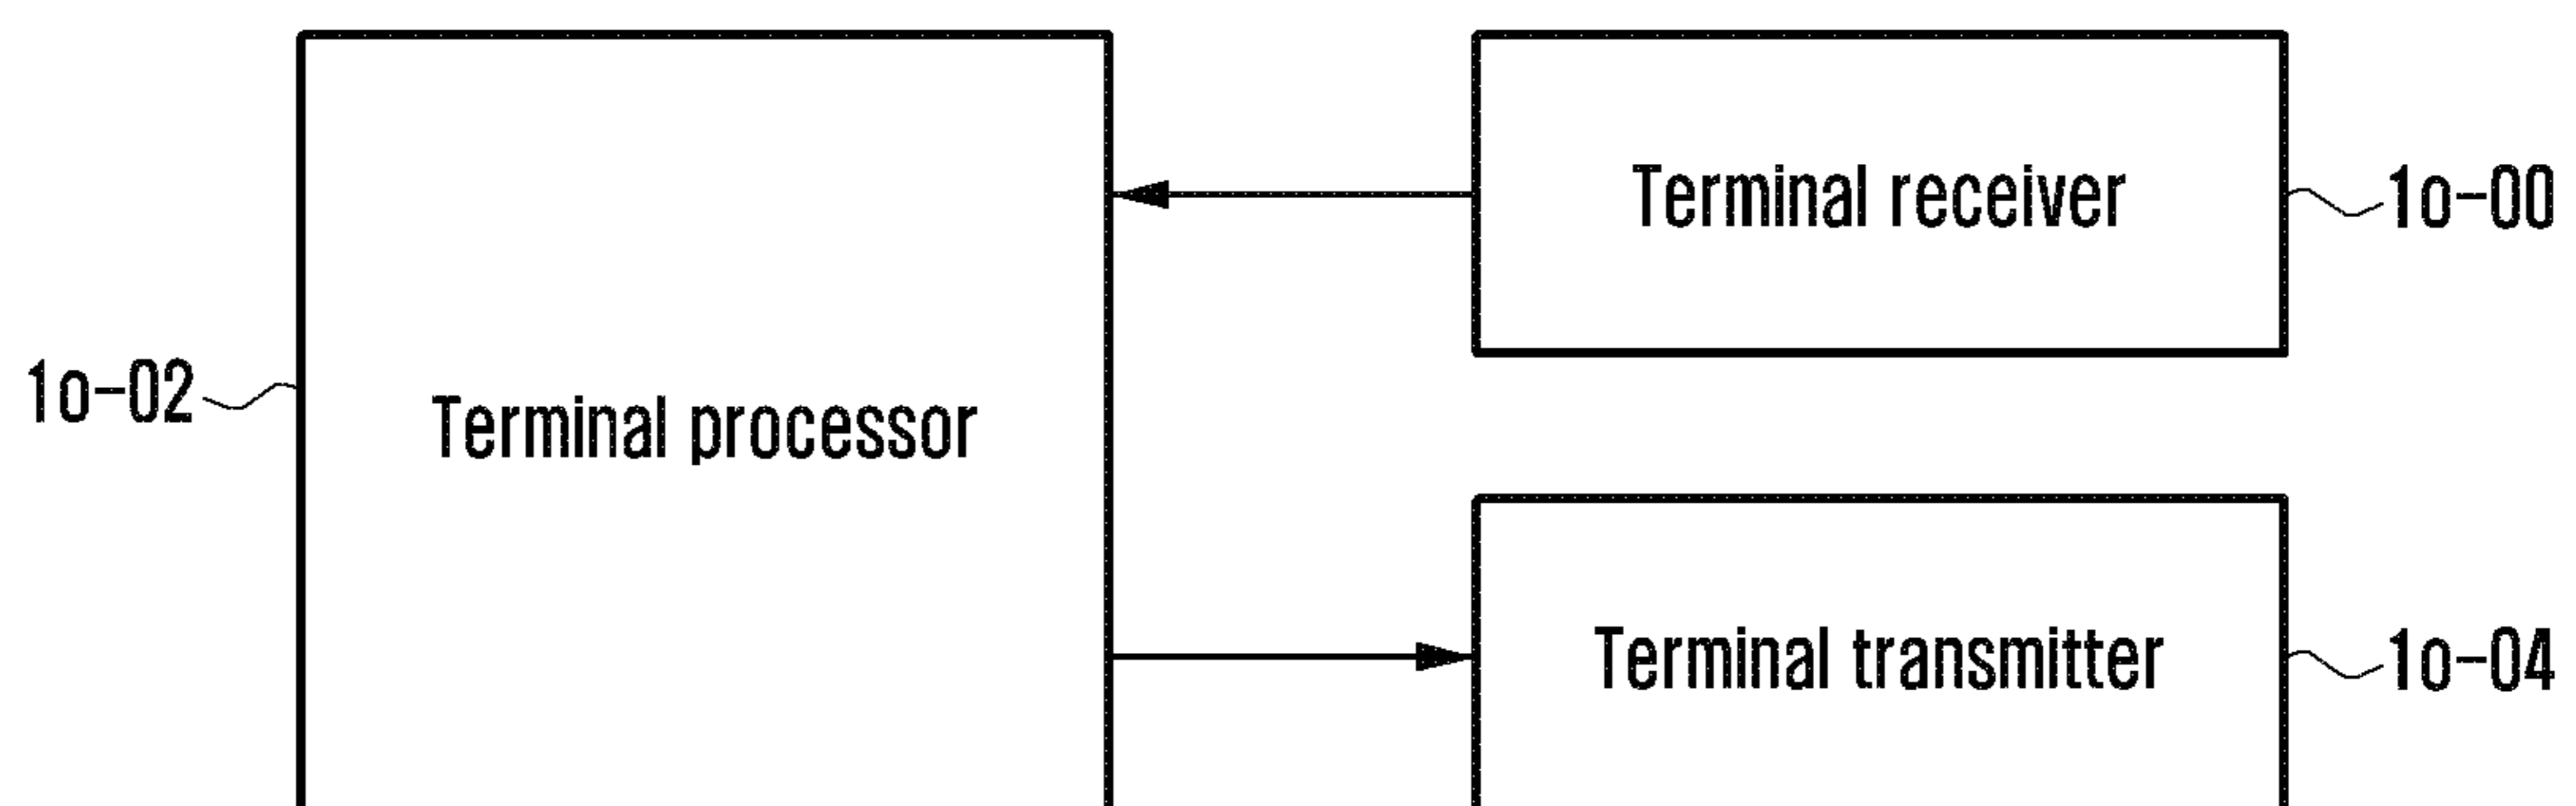 Terminal receiver
1o-00
1o-02
Terminal processor
Terminal transmitter
1o-04